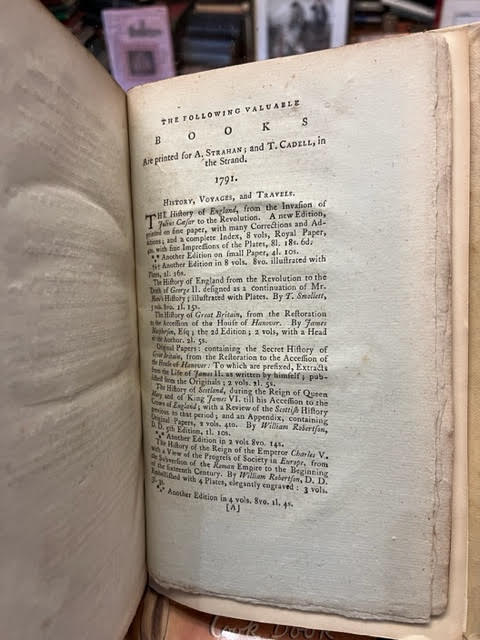 THE FOLLOWING VALUABLE
BOOKS
Are printed for A. STRAHAN; and T. CADELL, in
the Strand.
1791.
HISTORY, VOYAGES, and TRAVELS.
THE History of England, from the Invasion of
Julius Cæsar to the Revolution. A new Edition,
printed on fine paper, with many Corrections and Ad-
ditions; and a complete Index, 8 vols, Royal Paper,
4to. with fine Impressions of the Plates, 8l. 18s. 6d.
*** Another Edition on small Paper, 4l. 10s.
††† Another Edition in 8 vols. 8vo. illustrated with
Plates, 2l. 16s.
The History of England from the Revolution to the
Death of George II. designed as a continuation of Mr.
Hume's History; illustrated with Plates. By T. Smollett,
5 vols. 8vo. 1l. 15s.
The History of Great Britain, from the Restoration
to the Accession of the House of Hanover. By James
Macpherson, Esq; the 2d Edition; 2 vols, with a Head
of the Author. 2l. 5s.
Original Papers: containing the Secret History of
Great Britain, from the Restoration to the Accession of
the House of Hanover: To which are prefixed, Extracts
from the Life of James II. as written by himself; pub-
lished from the Originals; 2 vols. 2l. 5s.
The History of Scotland, during the Reign of Queen
Mary and of King James VI. till his Accession to the
Crown of England; with a Review of the Scottish History
previous to that period; and an Appendix, containing
Original Papers, 2 vols. 4to. By William Robertson,
D. D. 5th Edition, 1l. 10s.
*** Another Edition in 2 vols 8vo. 14s.
The History of the Reign of the Emperor Charles V.
with a View of the Progress of Society in Europe, from
the Subversion of the Roman Empire to the Beginning
of the sixteenth Century. By William Robertson, D. D.
Embellished with 4 Plates, elegantly engraved: 3 vols.
3l. 3s.
*** Another Edition in 4 vols. 8vo. 1l. 4s.
[A]
Cook Book